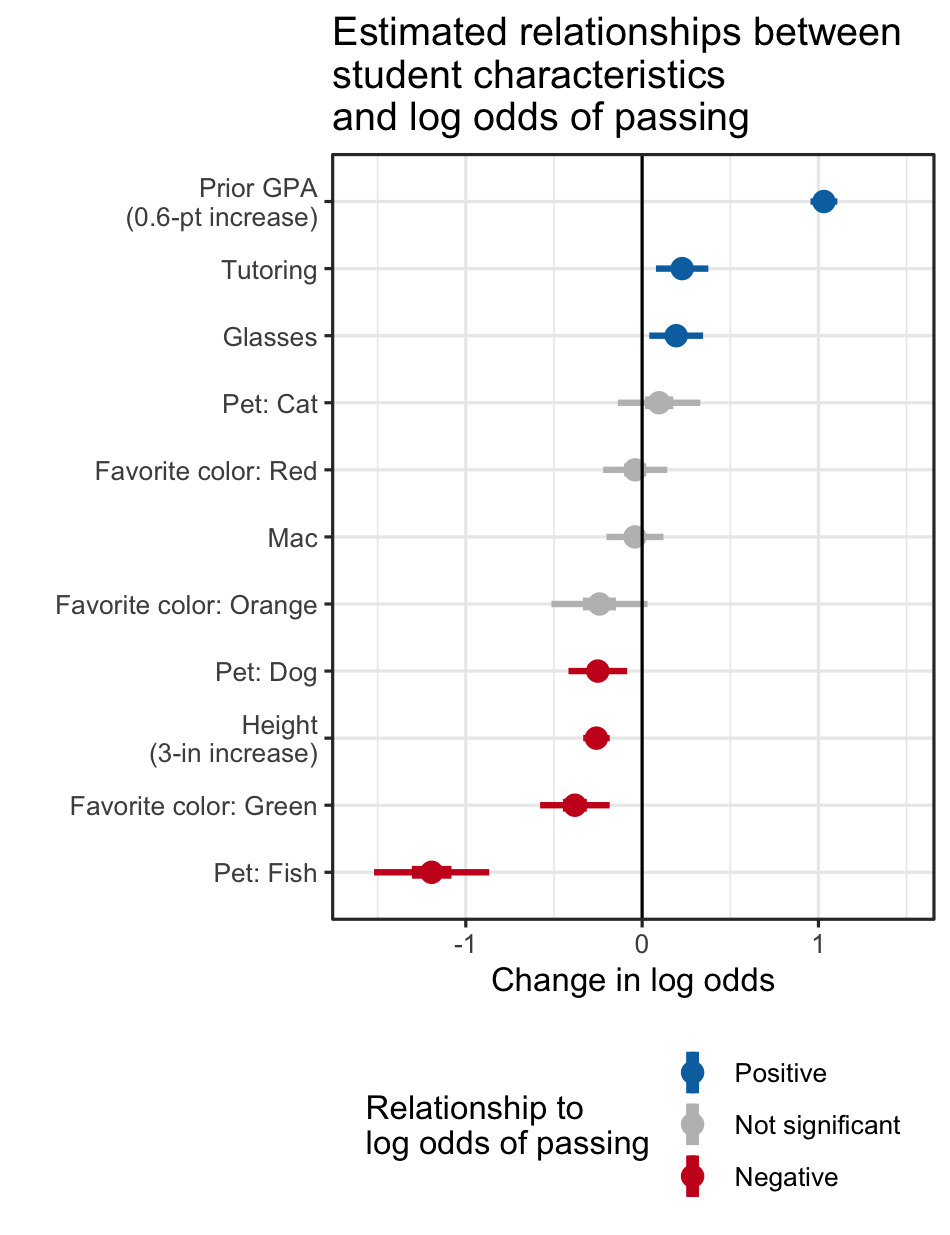 Estimated relationships between
student characteristics
and log odds of passing
Prior GPA
(0.6-pt increase)
Tutoring
Glasses
Pet: Cat
Favorite color: Red
Mac
Favorite color: Orange
Pet: Dog
Height
(3-in increase)
Favorite color: Green
Pet: Fish
-1
0
1
Change in log odds
Relationship to
log odds of passing
Positive
Not significant
Negative